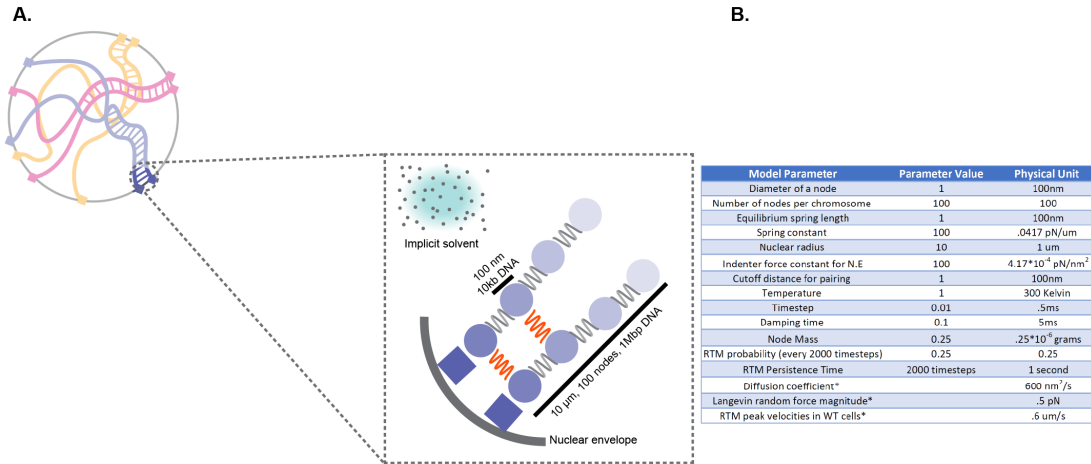 A.
B.
Implicit solvent
100 nm
10kb DNA
10 µm, 100 nodes, 1Mbp DNA
Nuclear envelope
Model Parameter Parameter Value Physical Unit
Diameter of a node 1 100nm
Number of nodes per chromosome 100 100
Equilibrium spring length 1 100nm
Spring constant 100 .0417 pN/um
Nuclear radius 10 1 um
Indenter force constant for N.E 100 4.17*10⁻⁴ pN/nm²
Cutoff distance for pairing 1 100nm
Temperature 1 300 Kelvin
Timestep 0.01 .5ms
Damping time 0.1 5ms
Node Mass 0.25 .25*10⁻⁶ grams
RTM probability (every 2000 timesteps) 0.25 0.25
RTM Persistence Time 2000 timesteps 1 second
Diffusion coefficient* 600 nm²/s
Langevin random force magnitude* .5 pN
RTM peak velocities in WT cells* .6 um/s